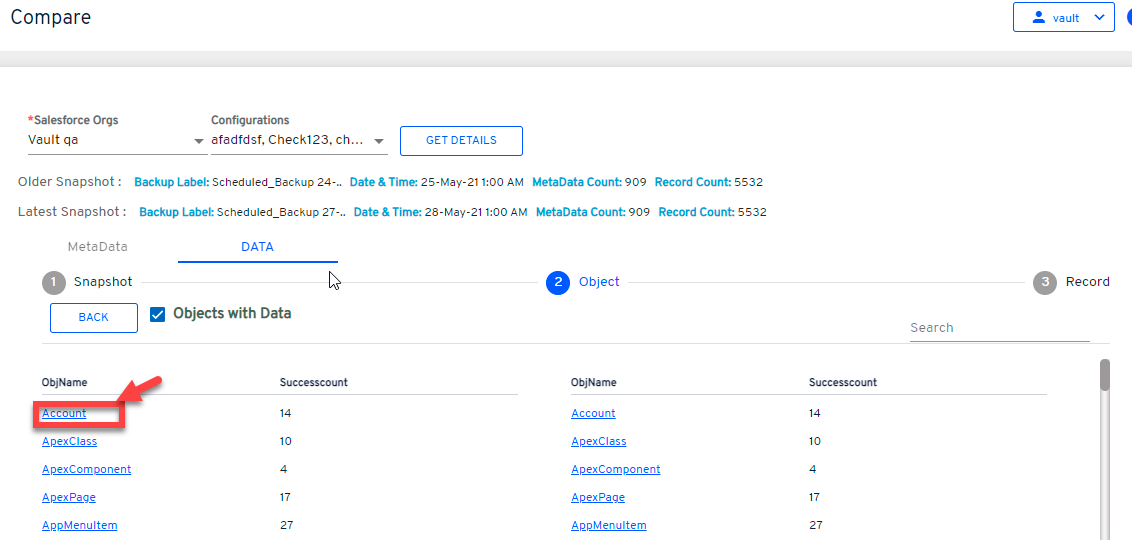 Compare
vault
*Salesforce Orgs Configurations
Vault qa afadfdsf, Check123, ch... GET DETAILS
Older Snapshot : Backup Label: Scheduled_Backup 24-.. Date & Time: 25-May-21 1:00 AM MetaData Count: 909 Record Count: 5532
Latest Snapshot : Backup Label: Scheduled_Backup 27-.. Date & Time: 28-May-21 1:00 AM MetaData Count: 909 Record Count: 5532
MetaData DATA
1 Snapshot 2 Object 3 Record
BACK Objects with Data
Search
ObjName Successcount ObjName Successcount
Account 14 Account 14
ApexClass 10 ApexClass 10
ApexComponent 4 ApexComponent 4
ApexPage 17 ApexPage 17
AppMenuItem 27 AppMenuItem 27